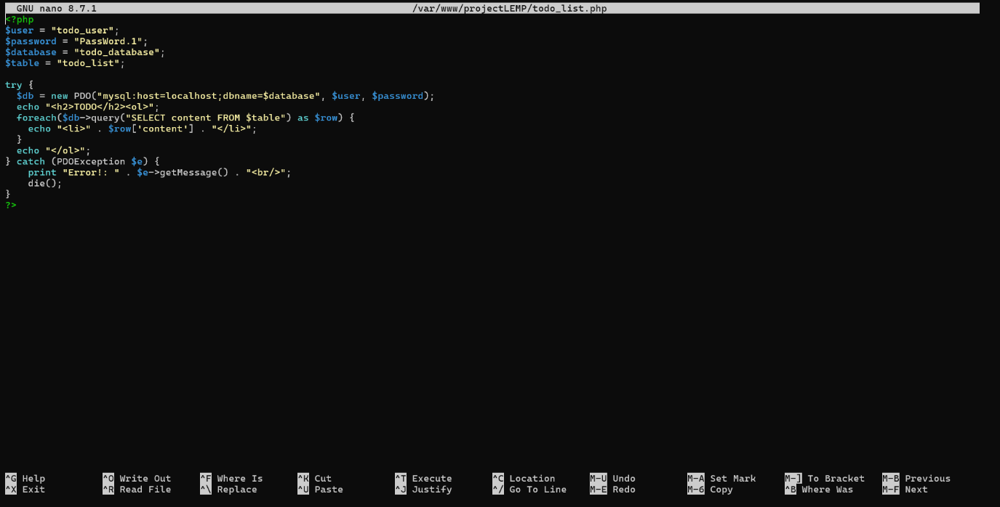 GNU nano 8.7.1 /var/www/projectLEMP/todo_list.php
<?php
$user = "todo_user";
$password = "PassWord.1";
$database = "todo_database";
$table = "todo_list";

try {
  $db = new PDO("mysql:host=localhost;dbname=$database", $user, $password);
  echo "<h2>TODO</h2><ol>";
  foreach($db->query("SELECT content FROM $table") as $row) {
    echo "<li>" . $row['content'] . "</li>";
  }
  echo "</ol>";
} catch (PDOException $e) {
    print "Error!: " . $e->getMessage() . "<br/>";
    die();
}
?>
^G Help ^O Write Out ^F Where Is ^K Cut ^T Execute ^C Location M-U Undo M-A Set Mark M-] To Bracket M-B Previous
^X Exit ^R Read File ^\ Replace ^U Paste ^J Justify ^/ Go To Line M-E Redo M-6 Copy ^B Where Was M-F Next